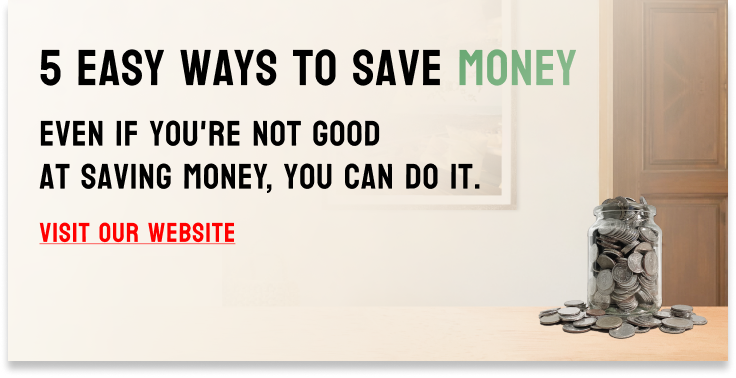 5 EASY WAYS TO SAVE MONEY
EVEN IF YOU'RE NOT GOOD
AT SAVING MONEY, YOU CAN DO IT.
VISIT OUR WEBSITE